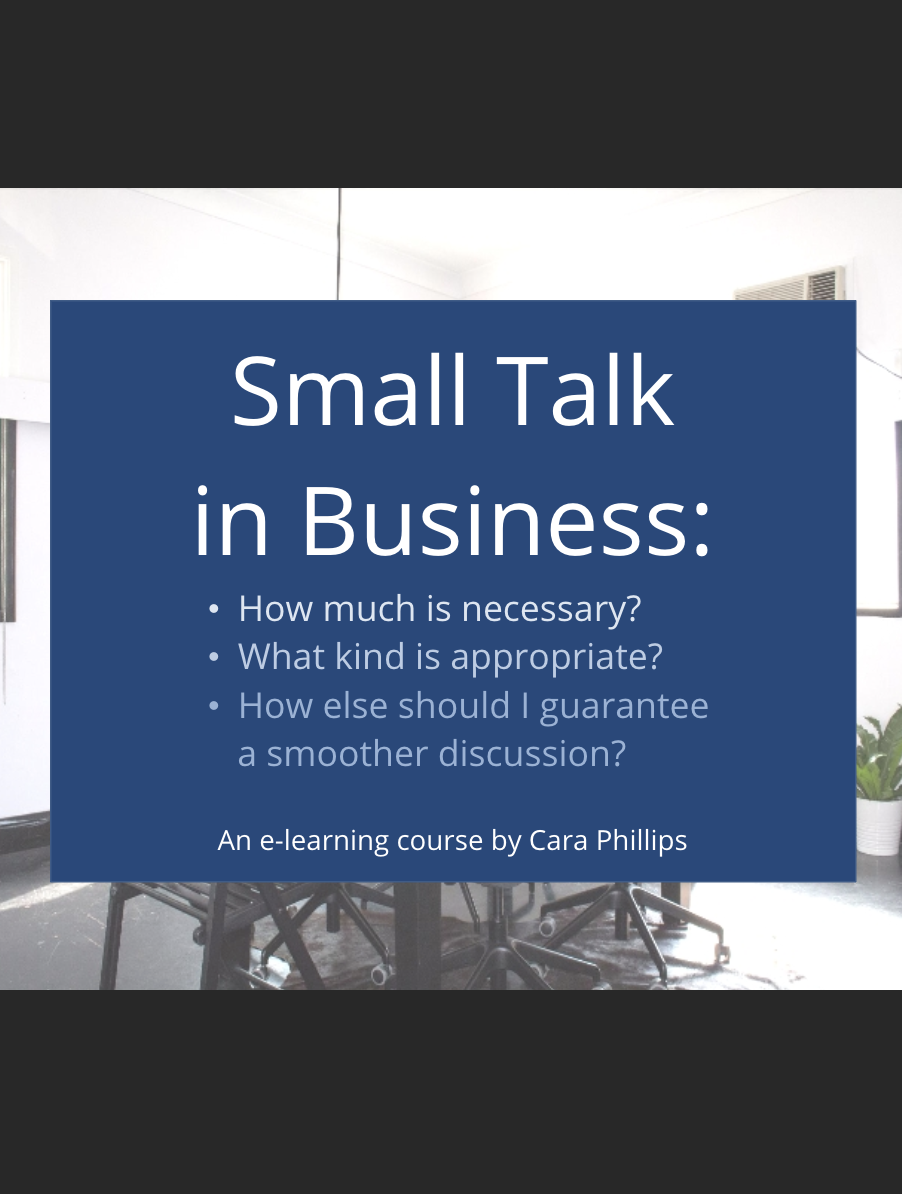 Small Talk
in Business:
• How much is necessary?
• What kind is appropriate?
• How else should I guarantee
a smoother discussion?
An e-learning course by Cara Phillips